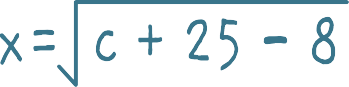 x = √(c + 25 - 8)